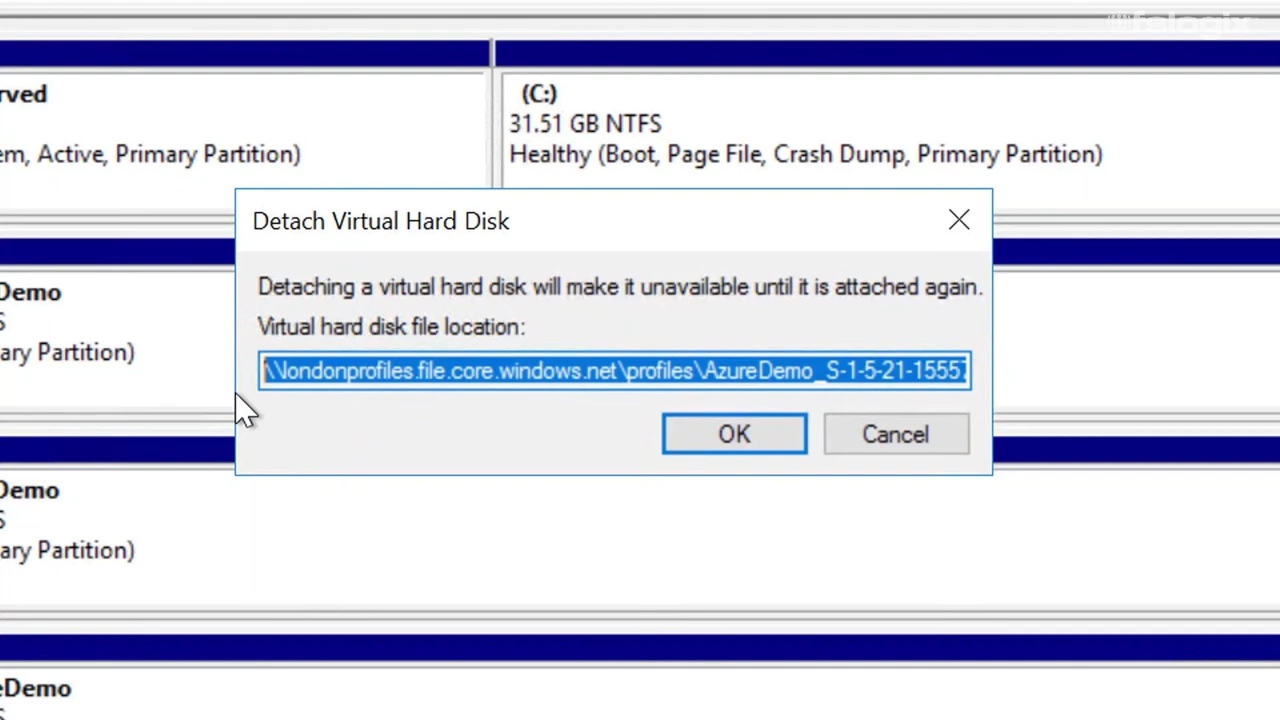 rved
(C:)
31.51 GB NTFS
em, Active, Primary Partition)
Healthy (Boot, Page File, Crash Dump, Primary Partition)
Detach Virtual Hard Disk
Detaching a virtual hard disk will make it unavailable until it is attached again.
Virtual hard disk file location:
\\londonprofiles.file.core.windows.net\profiles\AzureDemo_S-1-5-21-15557
OK
Cancel
Demo
S
ary Partition)
Demo
S
ary Partition)
eDemo
S